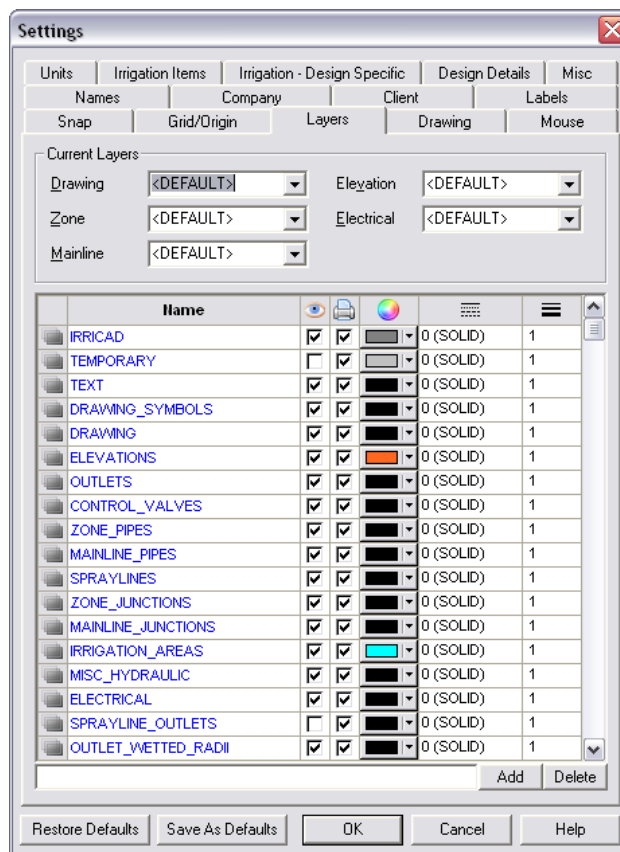 Settings
Units Irrigation Items Irrigation - Design Specific Design Details Misc
Names Company Client Labels
Snap Grid/Origin Layers Drawing Mouse
Current Layers
Drawing <DEFAULT> Elevation <DEFAULT>
Zone <DEFAULT> Electrical <DEFAULT>
Mainline <DEFAULT>
Name
IRRICAD 0 (SOLID) 1
TEMPORARY 0 (SOLID) 1
TEXT 0 (SOLID) 1
DRAWING_SYMBOLS 0 (SOLID) 1
DRAWING 0 (SOLID) 1
ELEVATIONS 0 (SOLID) 1
OUTLETS 0 (SOLID) 1
CONTROL_VALVES 0 (SOLID) 1
ZONE_PIPES 0 (SOLID) 1
MAINLINE_PIPES 0 (SOLID) 1
SPRAYLINES 0 (SOLID) 1
ZONE_JUNCTIONS 0 (SOLID) 1
MAINLINE_JUNCTIONS 0 (SOLID) 1
IRRIGATION_AREAS 0 (SOLID) 1
MISC_HYDRAULIC 0 (SOLID) 1
ELECTRICAL 0 (SOLID) 1
SPRAYLINE_OUTLETS 0 (SOLID) 1
OUTLET_WETTED_RADII 0 (SOLID) 1
Add Delete
Restore Defaults Save As Defaults OK Cancel Help